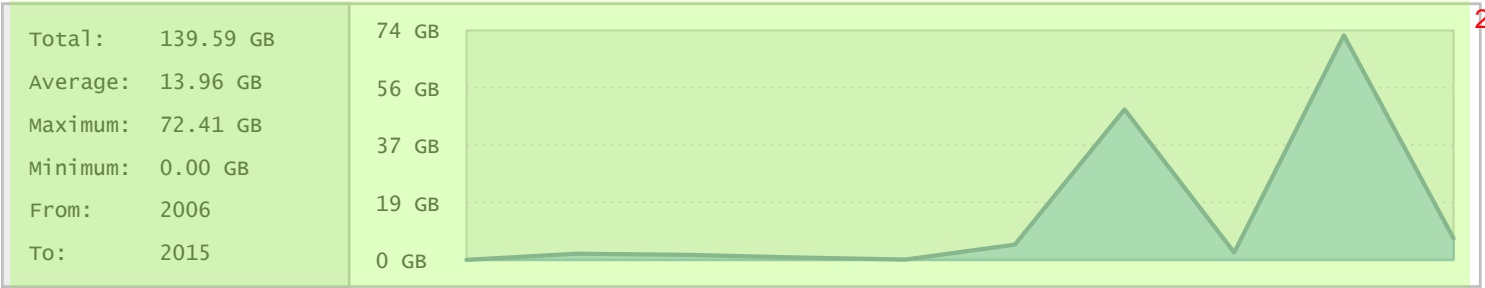 Total: 139.59 GB
Average: 13.96 GB
Maximum: 72.41 GB
Minimum: 0.00 GB
From: 2006
To: 2015
74 GB
56 GB
37 GB
19 GB
0 GB
2